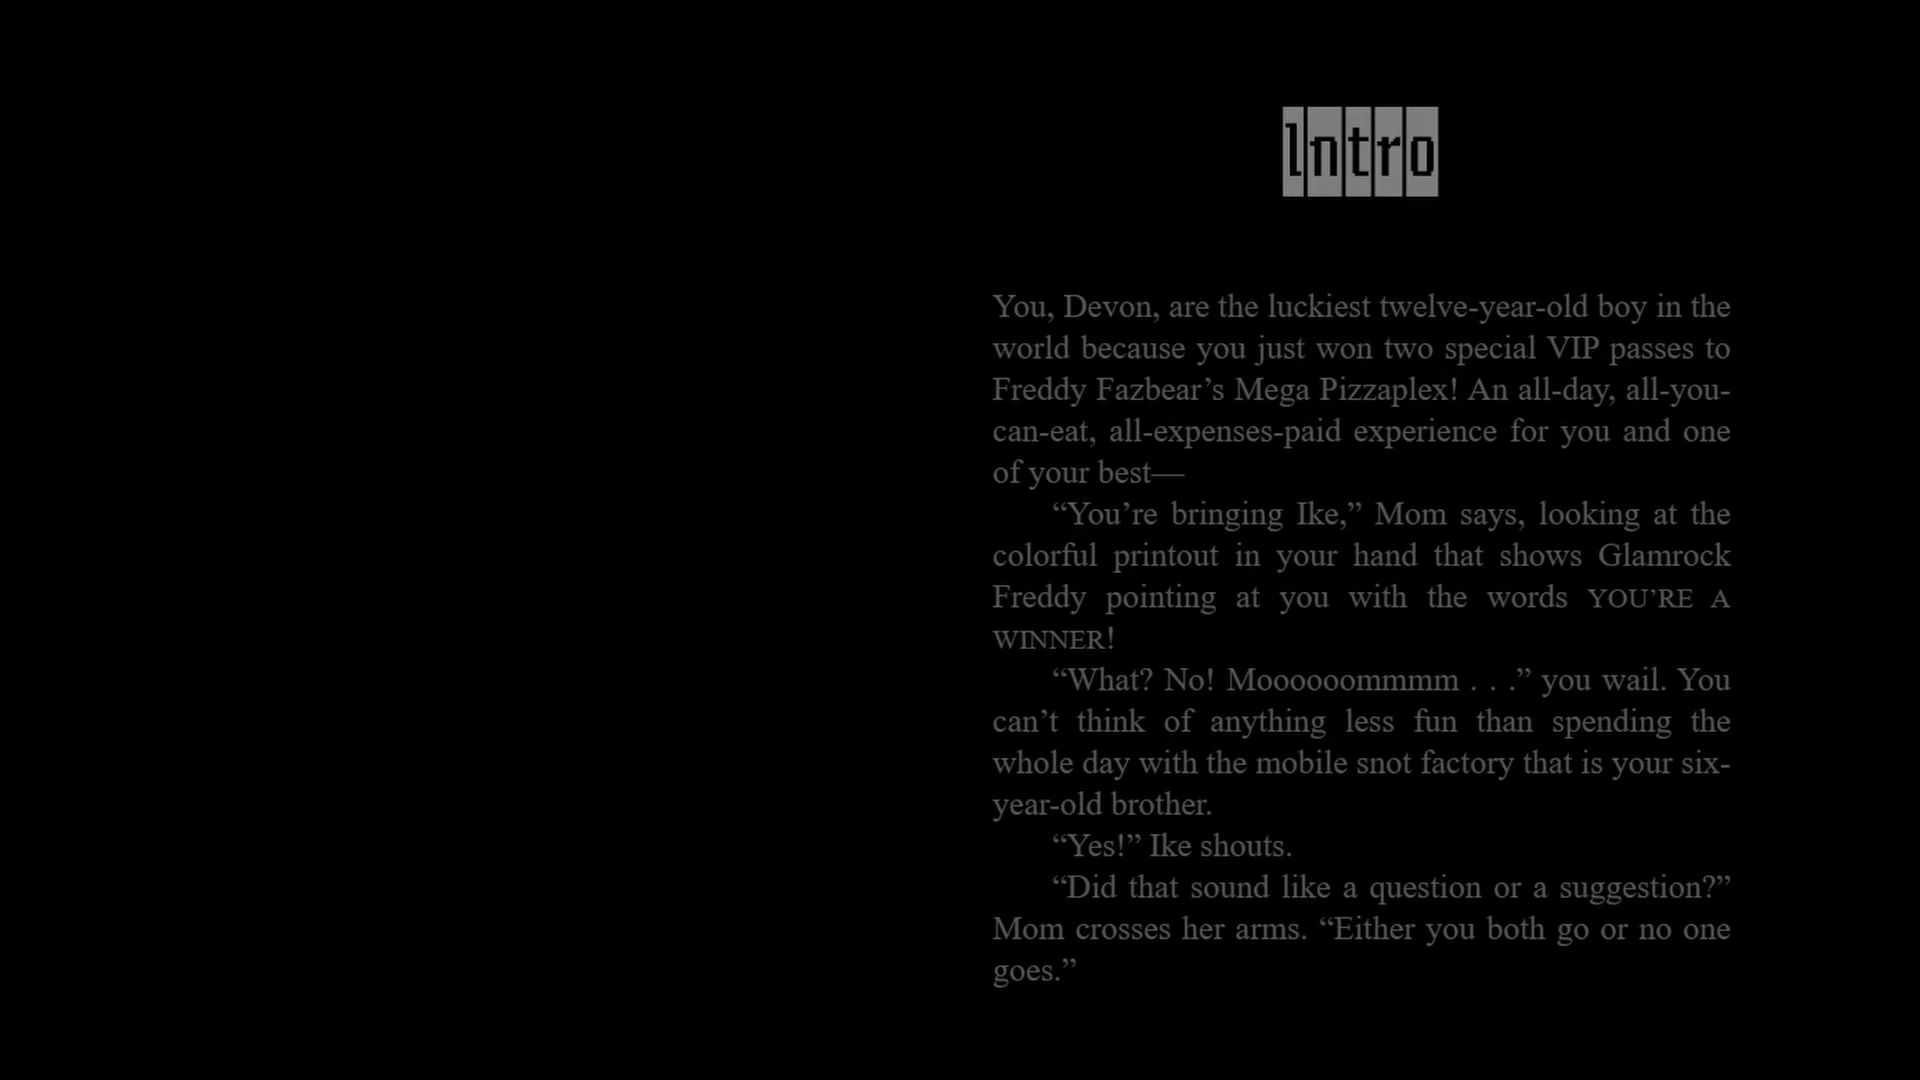 Intro
You, Devon, are the luckiest twelve-year-old boy in the
world because you just won two special VIP passes to
Freddy Fazbear’s Mega Pizzaplex! An all-day, all-you-
can-eat, all-expenses-paid experience for you and one
of your best—
“You’re bringing Ike,” Mom says, looking at the
colorful printout in your hand that shows Glamrock
Freddy pointing at you with the words YOU’RE A
WINNER!
“What? No! Moooooommmm . . .” you wail. You
can’t think of anything less fun than spending the
whole day with the mobile snot factory that is your six-
year-old brother.
“Yes!” Ike shouts.
“Did that sound like a question or a suggestion?”
Mom crosses her arms. “Either you both go or no one
goes.”